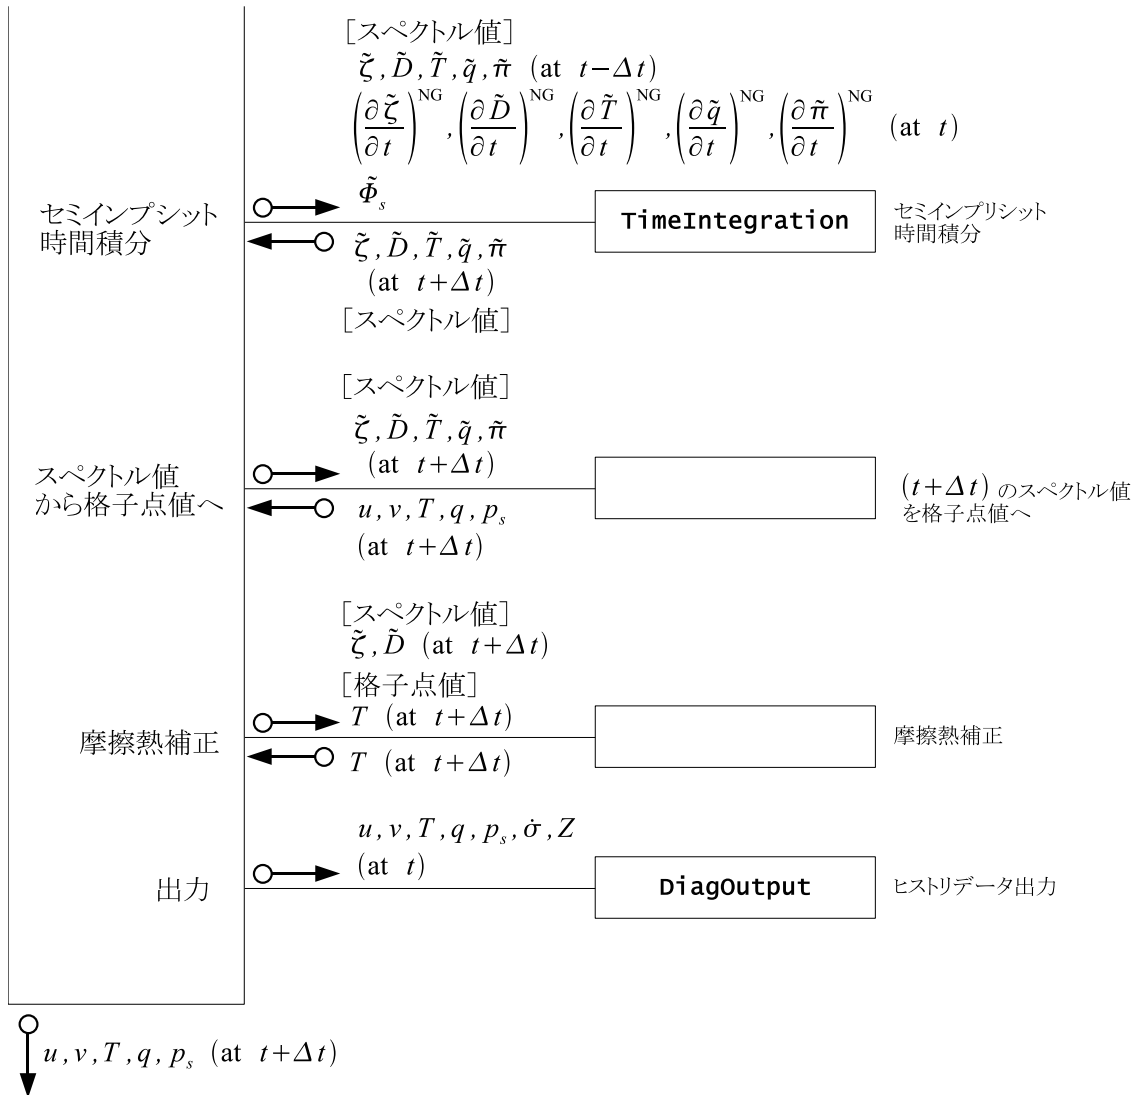 [スペクトル値]
ζ̃, D̃, T̃, q̃, π̃ (at t−Δt)
(∂ζ̃/∂t)^NG, (∂D̃/∂t)^NG, (∂T̃/∂t)^NG, (∂q̃/∂t)^NG, (∂π̃/∂t)^NG (at t)
Φ̃_s
セミインプシット
時間積分
TimeIntegration
セミインプリシット
時間積分
ζ̃, D̃, T̃, q̃, π̃
(at t+Δt)
[スペクトル値]
[スペクトル値]
ζ̃, D̃, T̃, q̃, π̃
(at t+Δt)
スペクトル値
から格子点値へ
(t+Δt) のスペクトル値
を格子点値へ
u, v, T, q, p_s
(at t+Δt)
[スペクトル値]
ζ̃, D̃ (at t+Δt)
[格子点値]
T (at t+Δt)
摩擦熱補正
摩擦熱補正
T (at t+Δt)
u, v, T, q, p_s, σ̇, Z
(at t)
出力
DiagOutput
ヒストリデータ出力
u, v, T, q, p_s (at t+Δt)